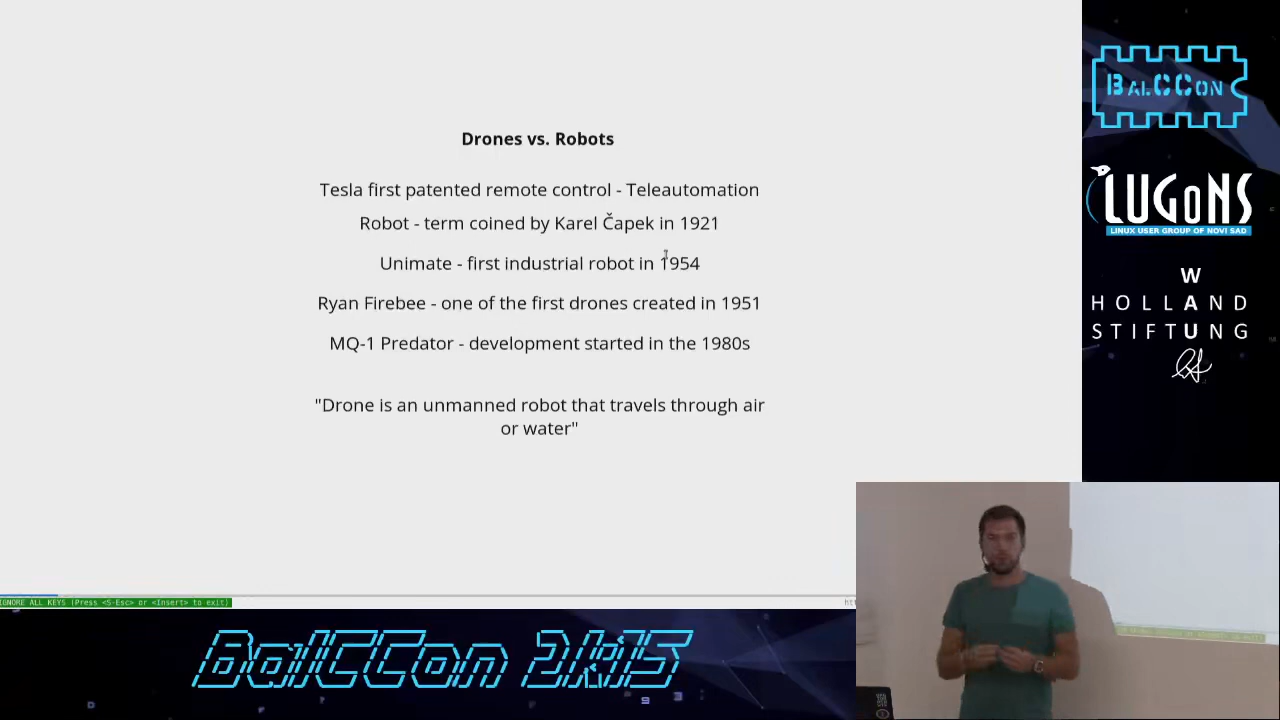 Drones vs. Robots
Tesla first patented remote control - Teleautomation
Robot - term coined by Karel Čapek in 1921
Unimate - first industrial robot in 1954
Ryan Firebee - one of the first drones created in 1951
MQ-1 Predator - development started in the 1980s
"Drone is an unmanned robot that travels through air
or water"
IGNORE ALL KEYS (Press <S-Esc> or <Insert> to exit)
BALCCON
LUGONS
LINUX USER GROUP OF NOVI SAD
W
HOLLAND
A
STIFTUNG
BalCCon 2k15